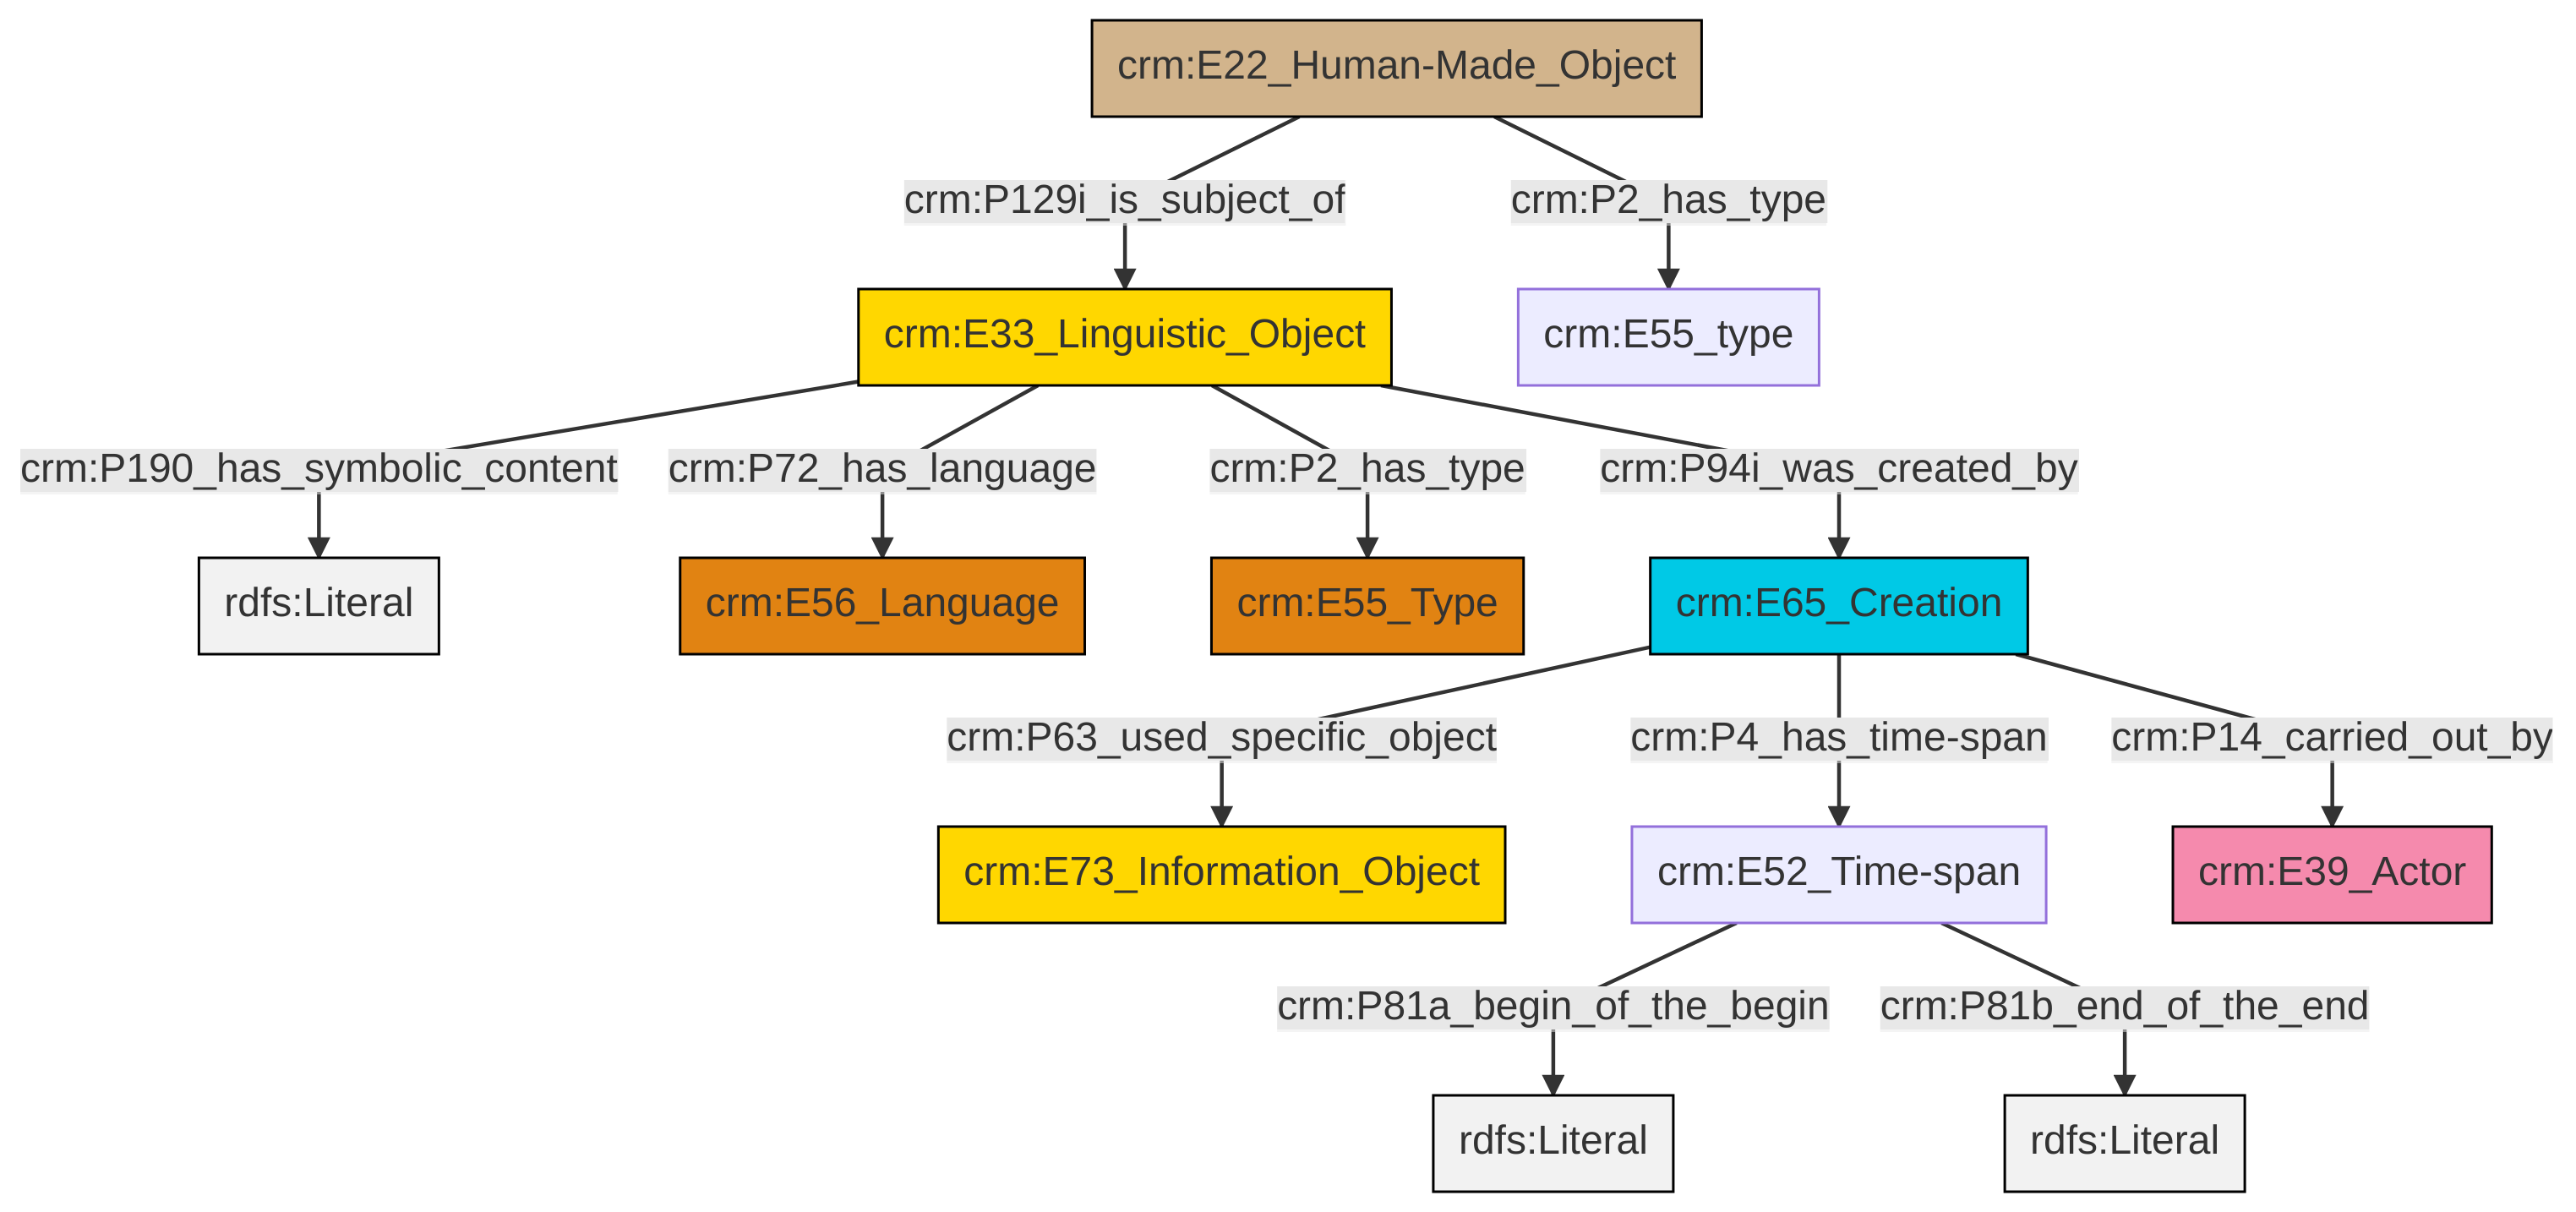 crm:E22_Human-Made_Object
crm:P129i_is_subject_of
crm:P2_has_type
crm:E33_Linguistic_Object
crm:E55_type
crm:P190_has_symbolic_content
crm:P72_has_language
crm:P2_has_type
crm:P94i_was_created_by
rdfs:Literal
crm:E56_Language
crm:E55_Type
crm:E65_Creation
crm:P63_used_specific_object
crm:P4_has_time-span
crm:P14_carried_out_by
crm:E73_Information_Object
crm:E52_Time-span
crm:E39_Actor
crm:P81a_begin_of_the_begin
crm:P81b_end_of_the_end
rdfs:Literal
rdfs:Literal